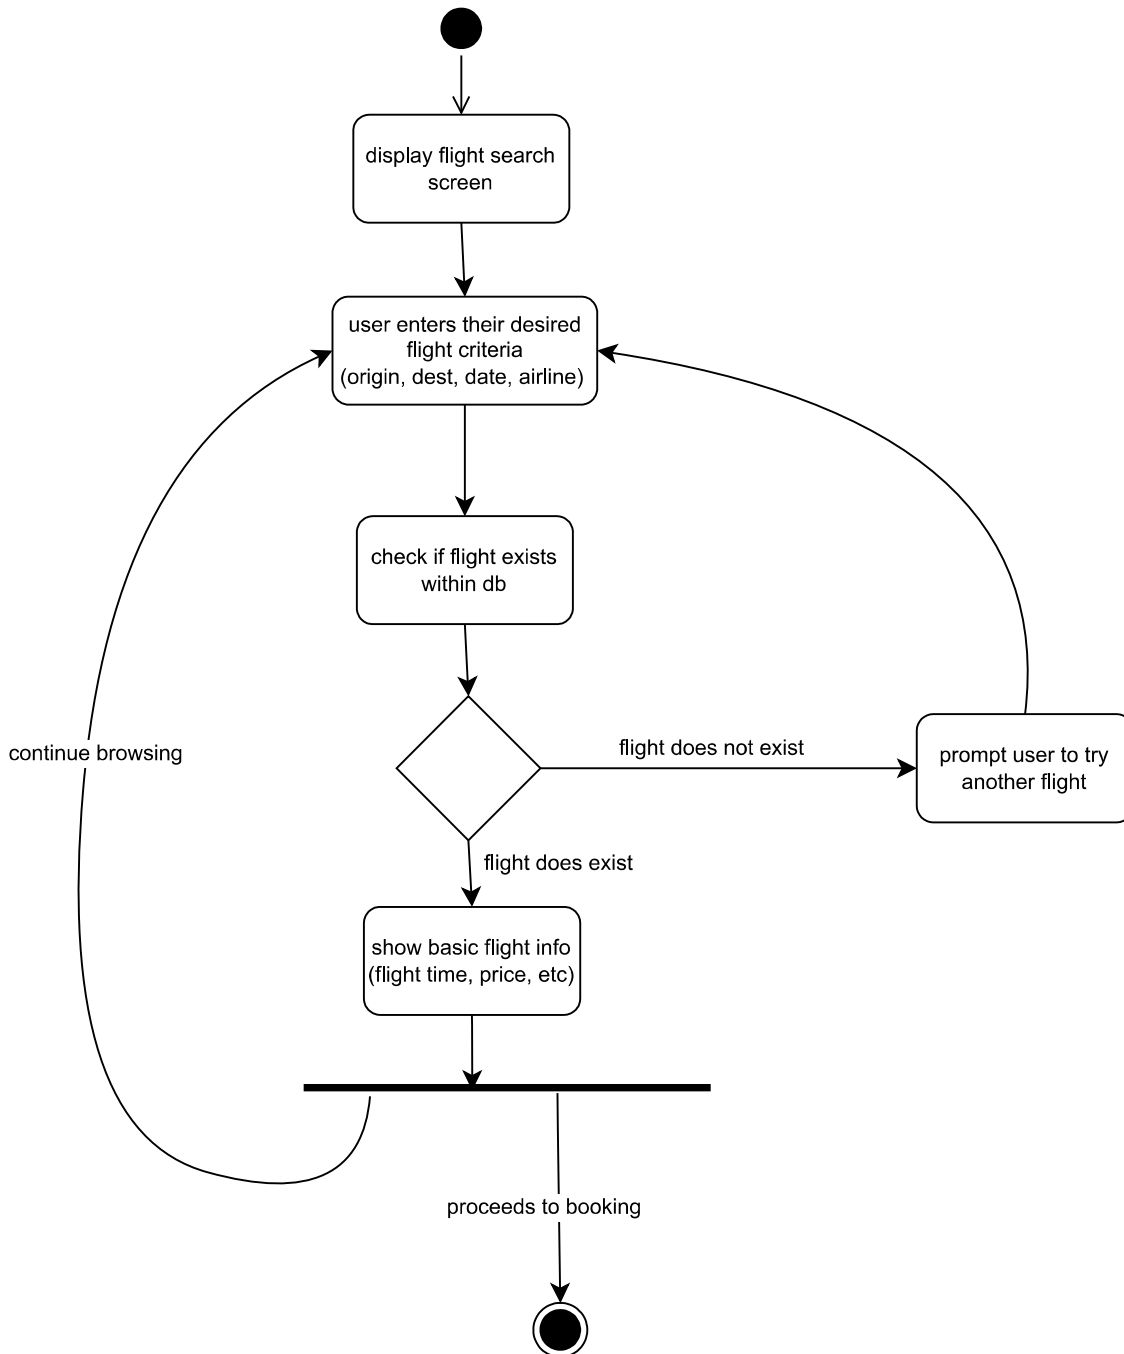 display flight search
screen
user enters their desired
flight criteria
(origin, dest, date, airline)
check if flight exists
within db
continue browsing
flight does not exist
prompt user to try
another flight
flight does exist
show basic flight info
(flight time, price, etc)
proceeds to booking